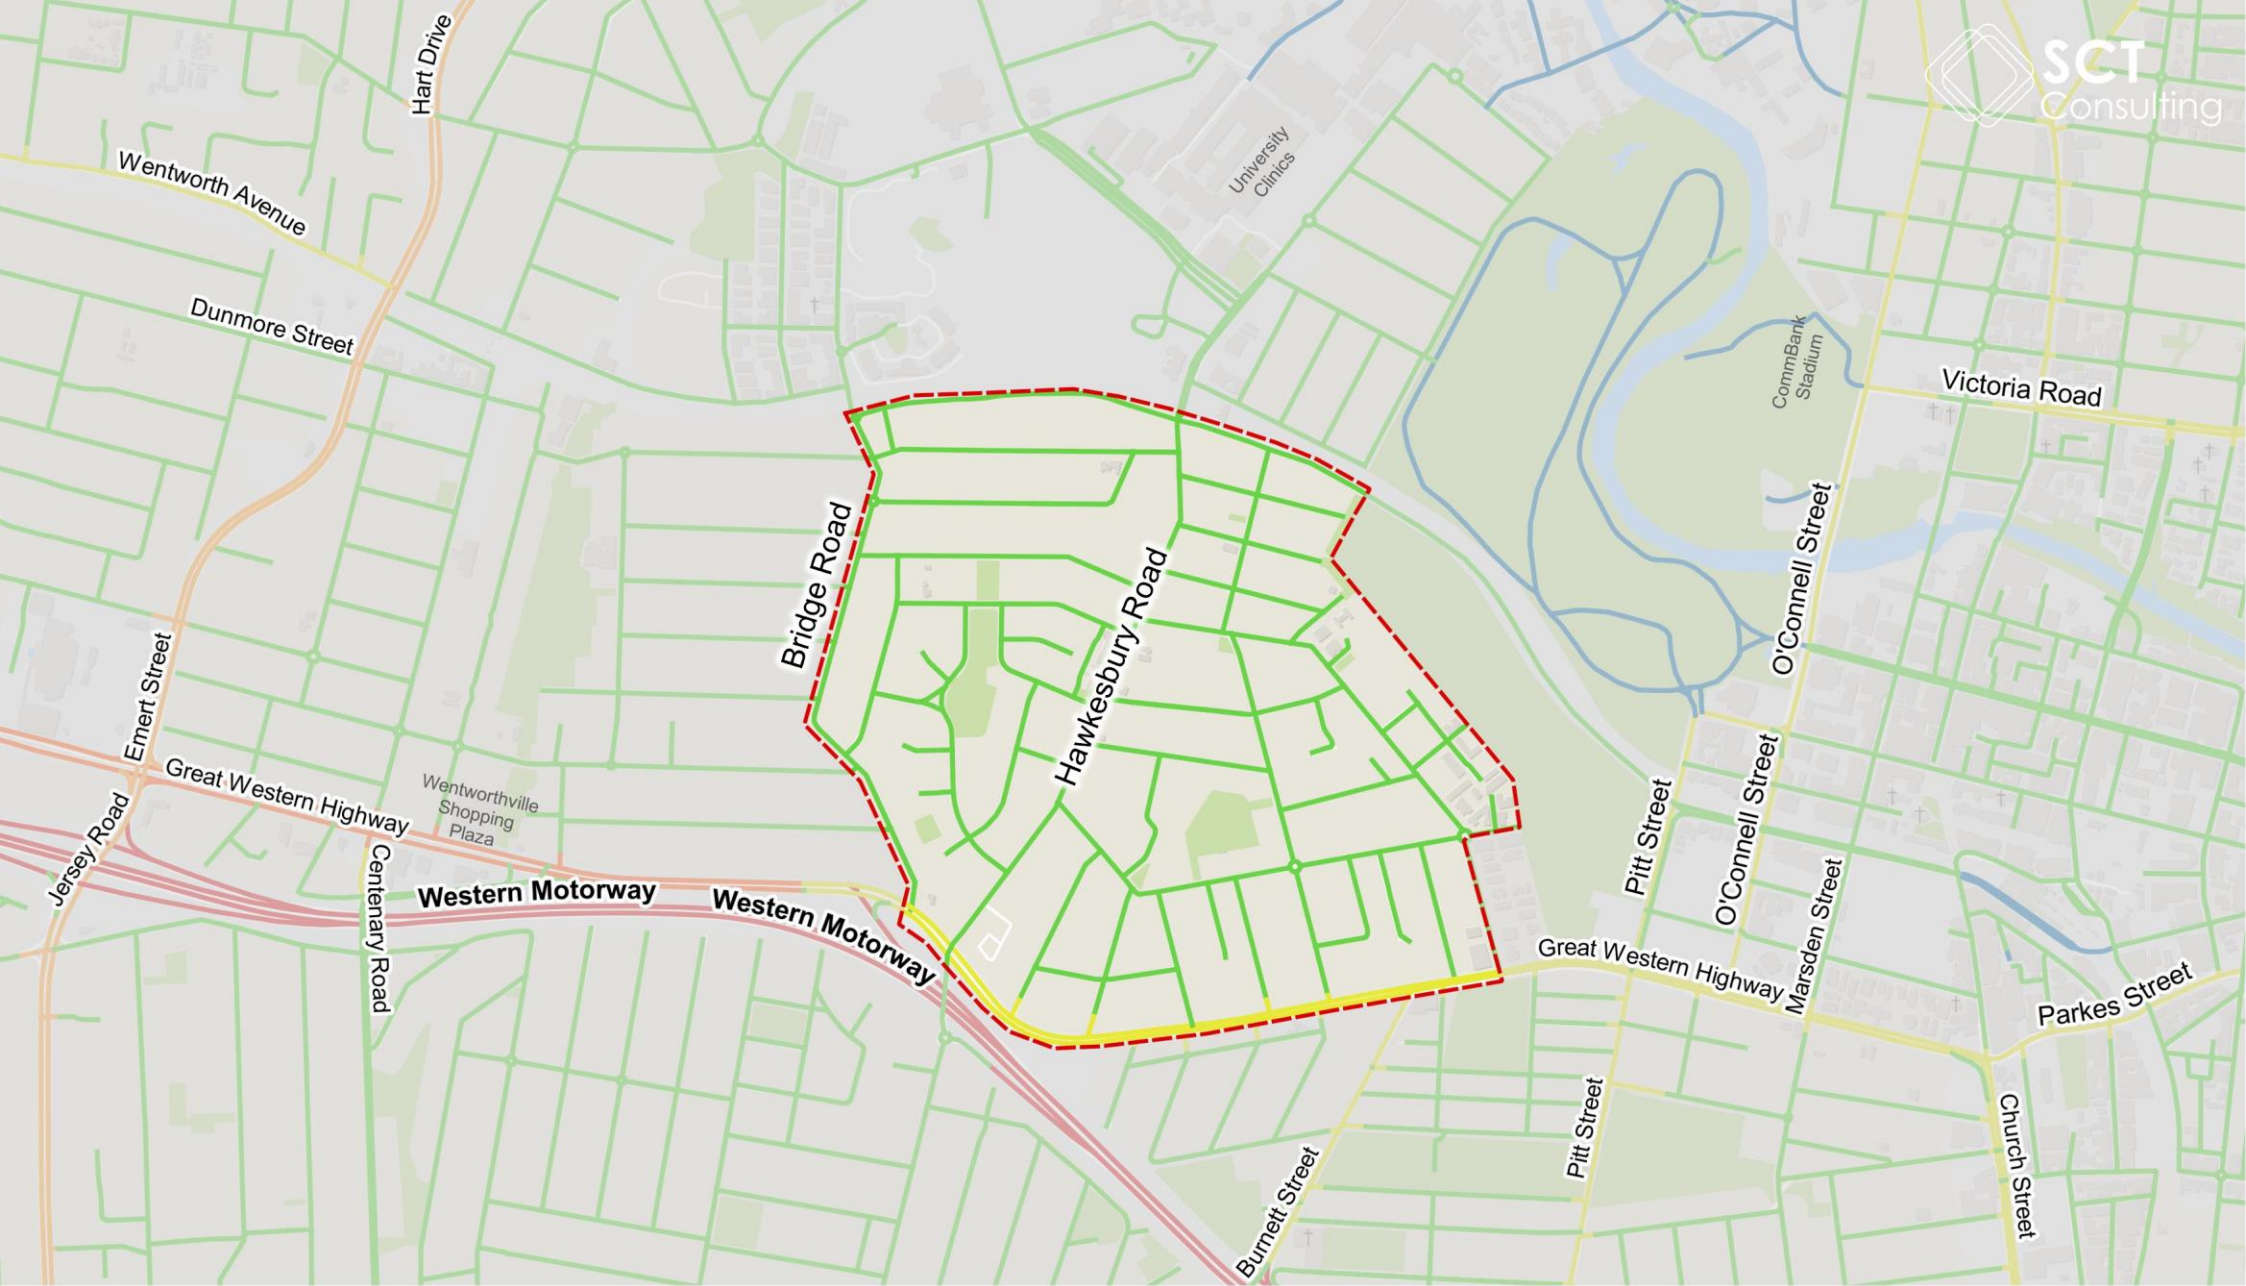 Hart Drive
SCT
Consulting
University
Clinics
Wentworth Avenue
Dunmore Street
CommBank
Stadium
Victoria Road
Bridge Road
O'Connell Street
Hawkesbury Road
Emert Street
Great Western Highway
Wentworthville
Shopping
Plaza
Jersey Road
Centenary Road
Western Motorway
Western Motorway
Pitt Street
O'Connell Street
Marsden Street
Great Western Highway
Parkes Street
Pitt Street
Church Street
Burnett Street